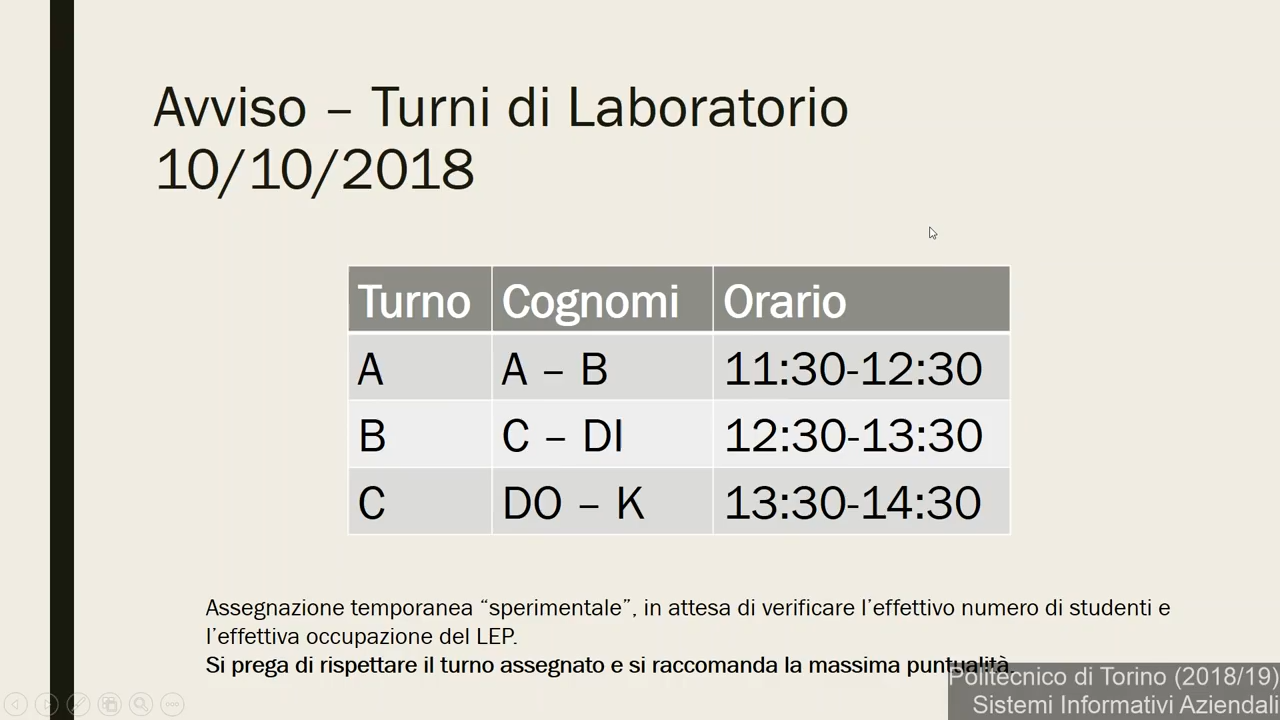 Avviso – Turni di Laboratorio
10/10/2018
Turno Cognomi Orario
A A – B 11:30-12:30
B C – DI 12:30-13:30
C DO – K 13:30-14:30
Assegnazione temporanea “sperimentale”, in attesa di verificare l’effettivo numero di studenti e
l’effettiva occupazione del LEP.
Si prega di rispettare il turno assegnato e si raccomanda la massima puntualità.
Politecnico di Torino (2018/19)
Sistemi Informativi Aziendali